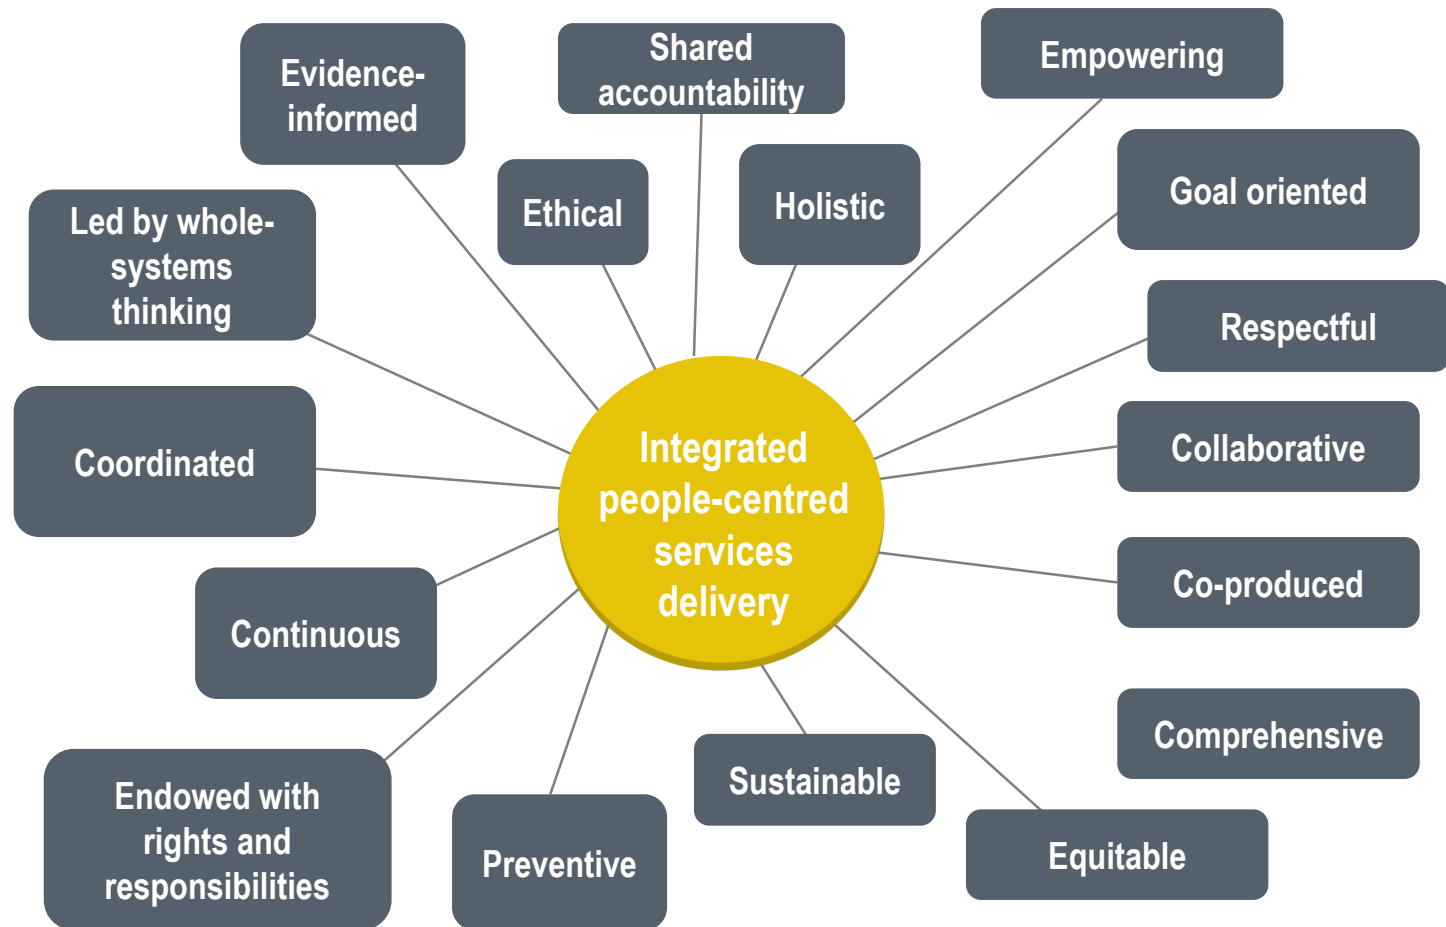 Evidence-
informed
Shared
accountability
Empowering
Ethical
Holistic
Goal oriented
Led by whole-
systems
thinking
Respectful
Coordinated
Integrated
people-centred
services
delivery
Collaborative
Co-produced
Continuous
Comprehensive
Endowed with
rights and
responsibilities
Preventive
Sustainable
Equitable